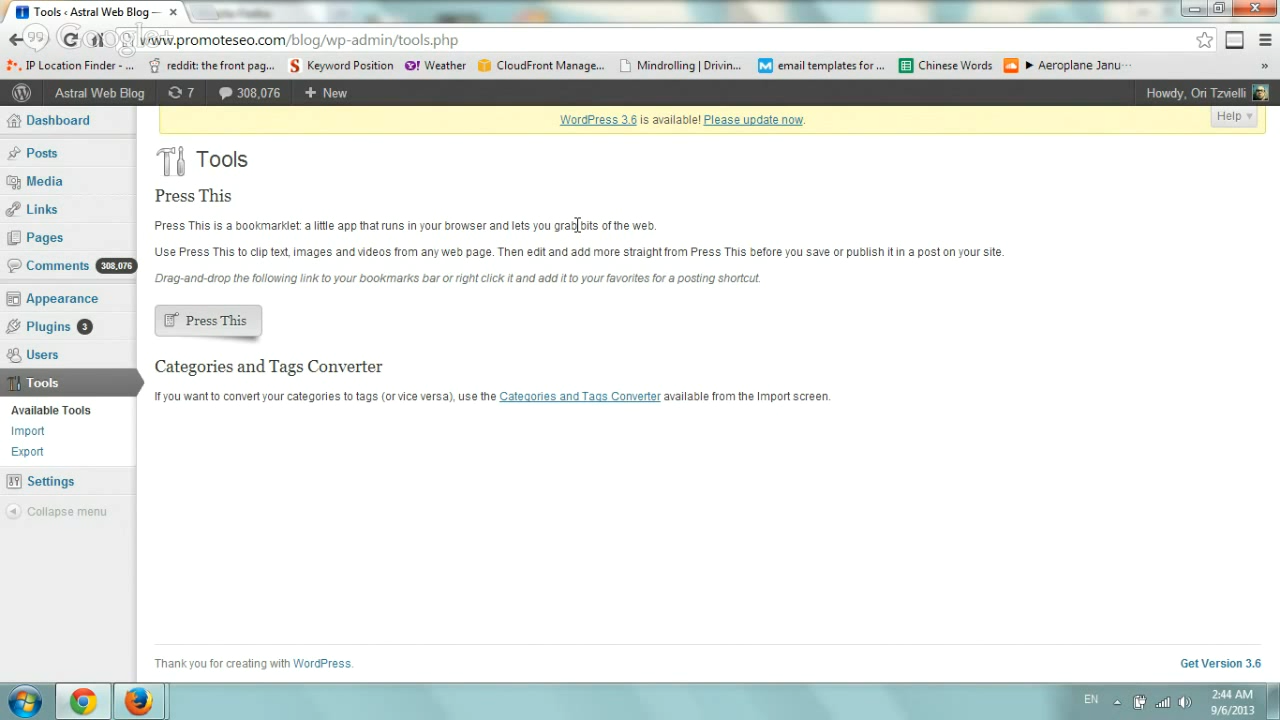 Tools ‹ Astral Web Blog —
Google+
www.promoteseo.com/blog/wp-admin/tools.php
IP Location Finder - ...
reddit: the front pag...
Keyword Position
Weather
CloudFront Manage...
Mindrolling | Drivin...
email templates for ...
Chinese Words
Aeroplane Janu...
»
Astral Web Blog
7
308,076
+ New
Howdy, Ori Tzvielli
Dashboard
WordPress 3.6 is available! Please update now.
Help
Posts
Media
Links
Pages
Comments 308,076
Appearance
Plugins 3
Users
Tools
Available Tools
Import
Export
Settings
Collapse menu
Tools
Press This
Press This is a bookmarklet: a little app that runs in your browser and lets you grab bits of the web.
Use Press This to clip text, images and videos from any web page. Then edit and add more straight from Press This before you save or publish it in a post on your site.
Drag-and-drop the following link to your bookmarks bar or right click it and add it to your favorites for a posting shortcut.
Press This
Categories and Tags Converter
If you want to convert your categories to tags (or vice versa), use the Categories and Tags Converter available from the Import screen.
Thank you for creating with WordPress.
Get Version 3.6
EN
2:44 AM
9/6/2013